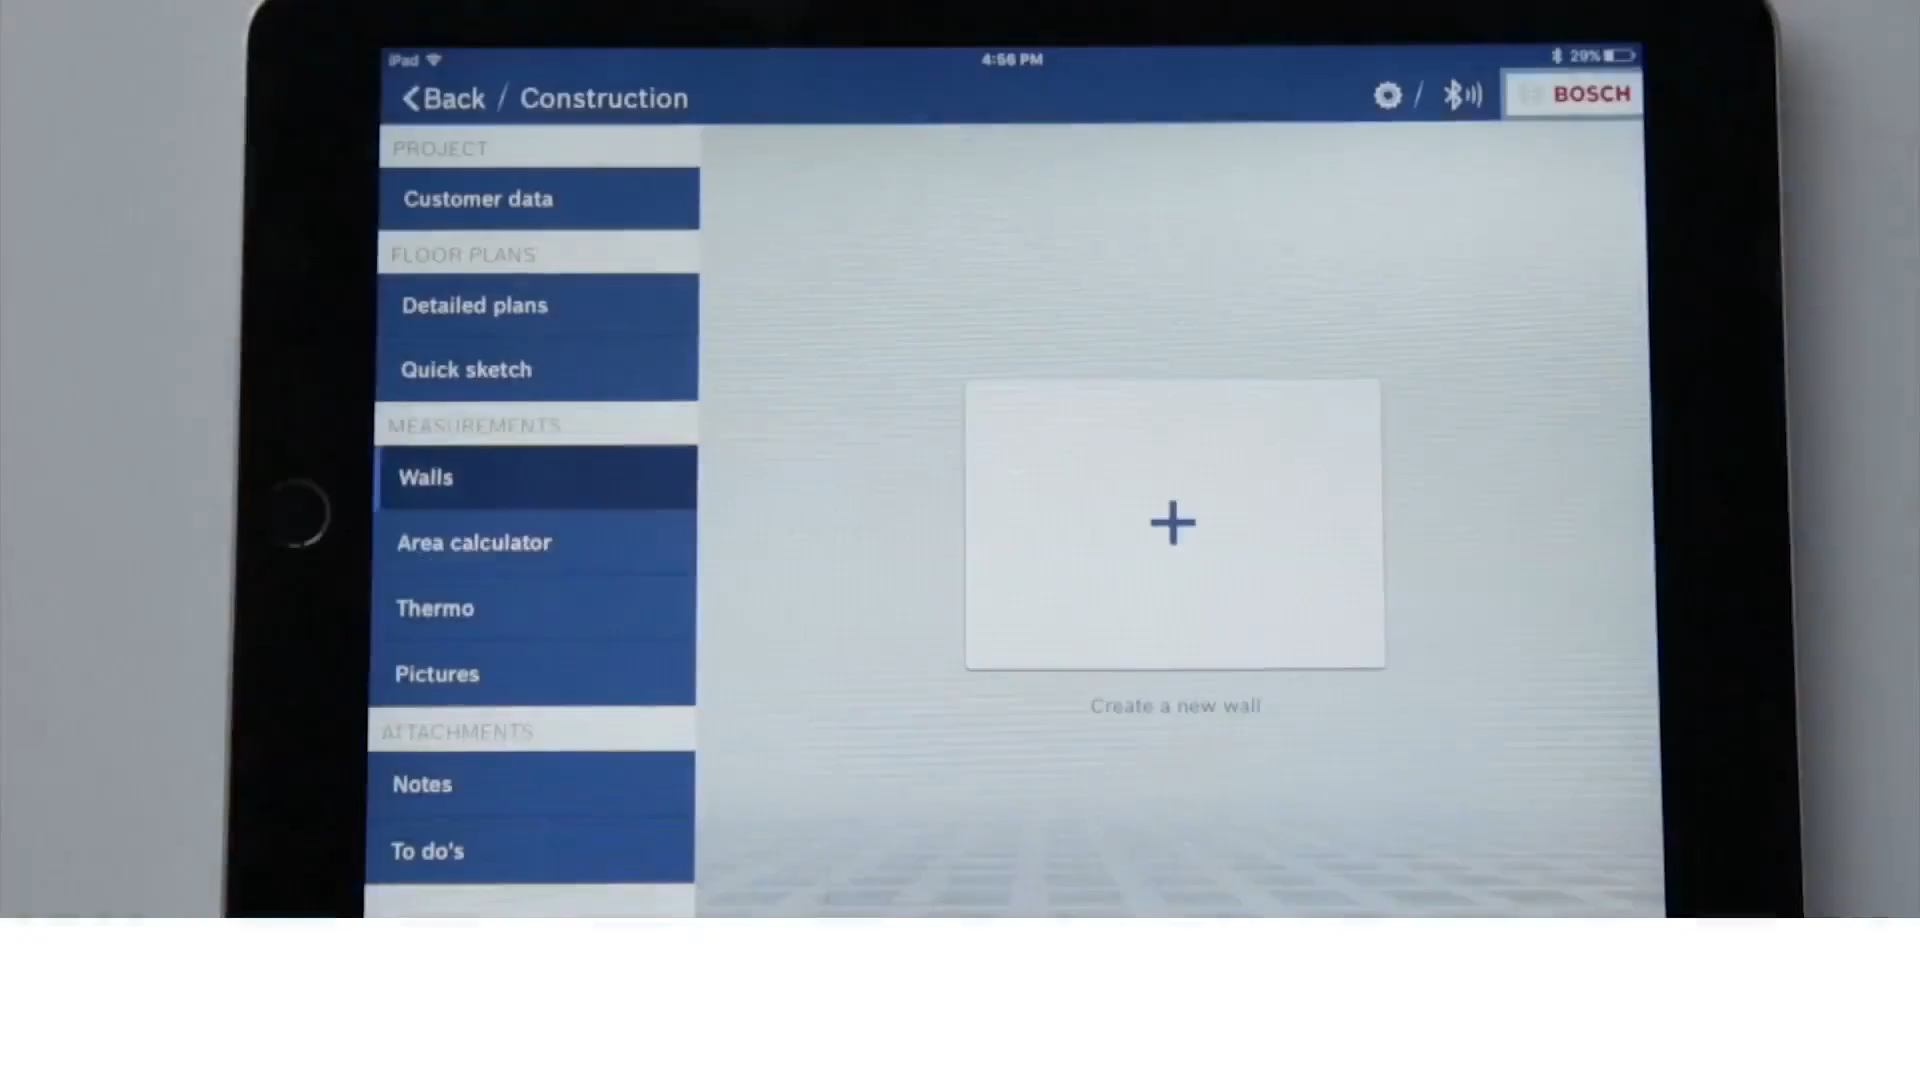 iPad 4:56 PM 29%
Back / Construction / BOSCH
PROJECT
Customer data
FLOOR PLANS
Detailed plans
Quick sketch
MEASUREMENTS
Walls
Area calculator
Thermo
Pictures
Create a new wall
ATTACHMENTS
Notes
To do's